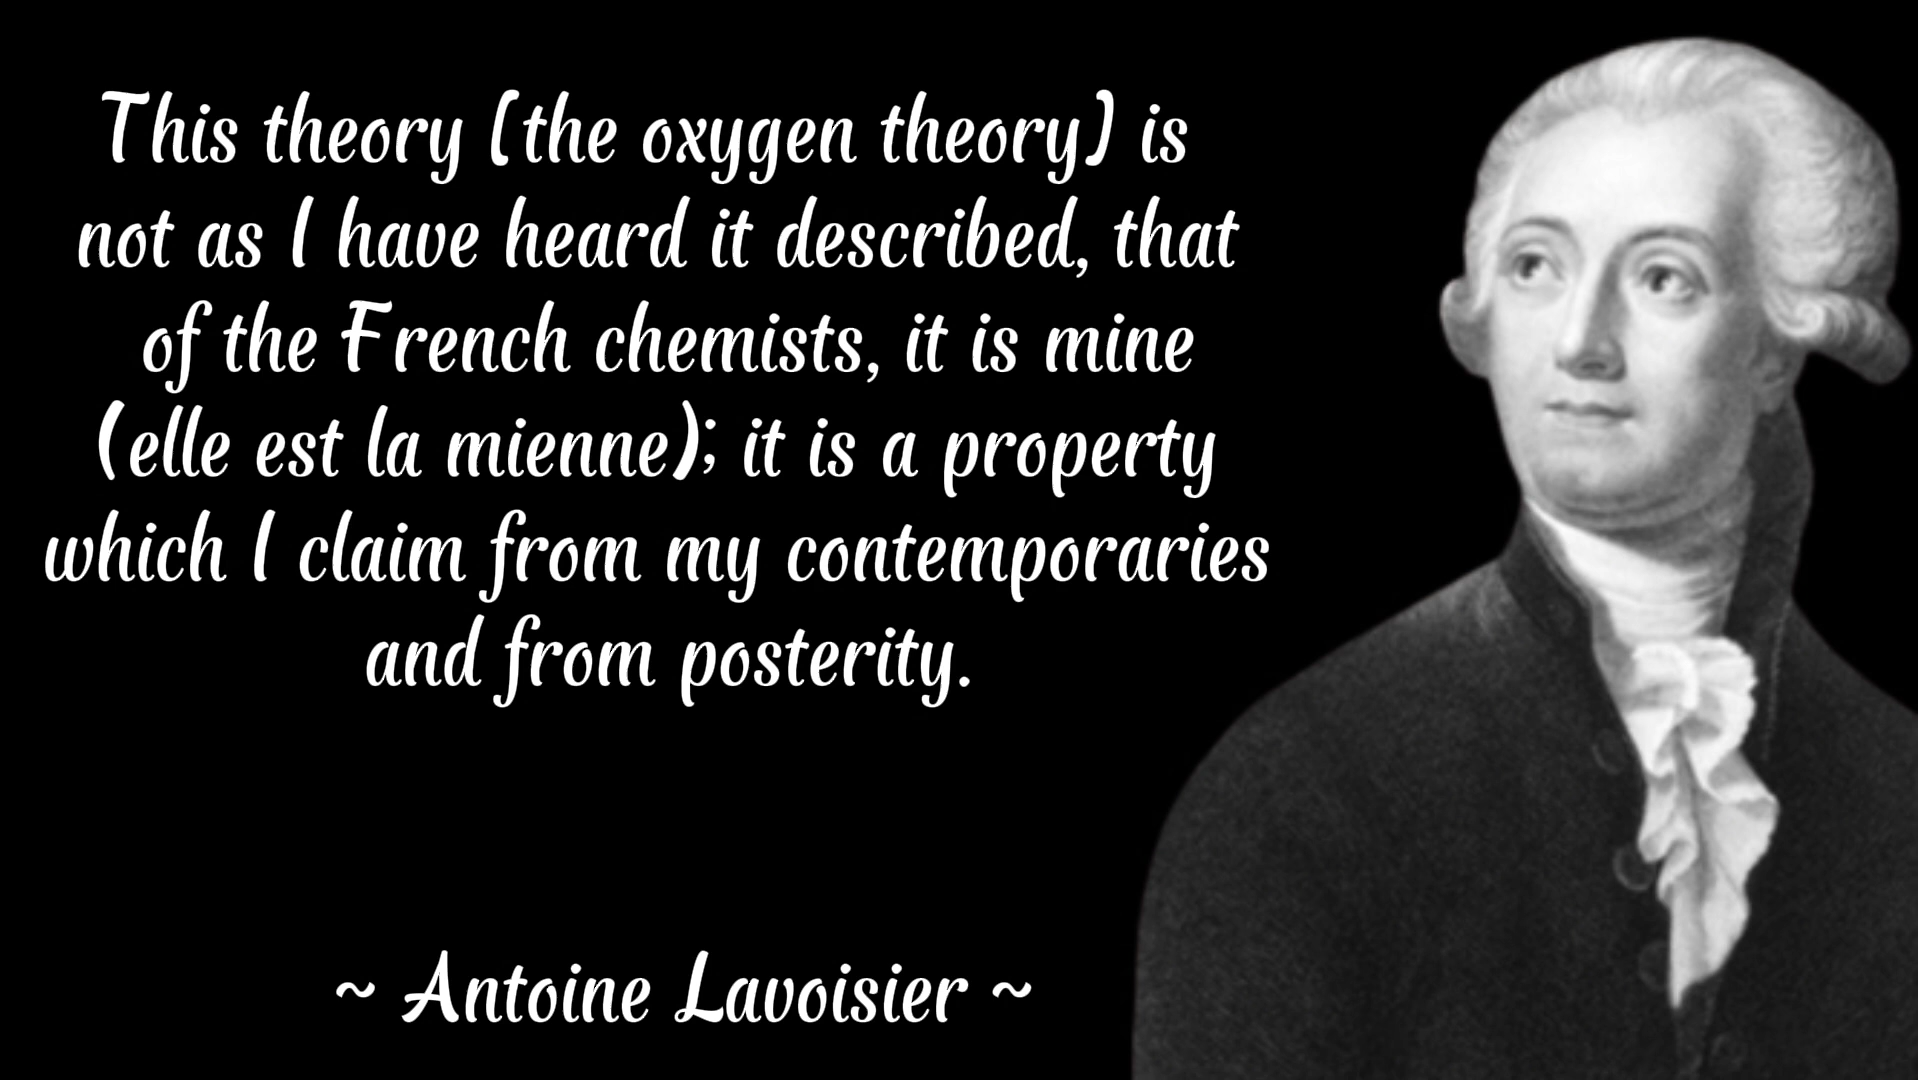 This theory [the oxygen theory] is
not as I have heard it described, that
of the French chemists, it is mine
(elle est la mienne); it is a property
which I claim from my contemporaries
and from posterity.
~ Antoine Lavoisier ~